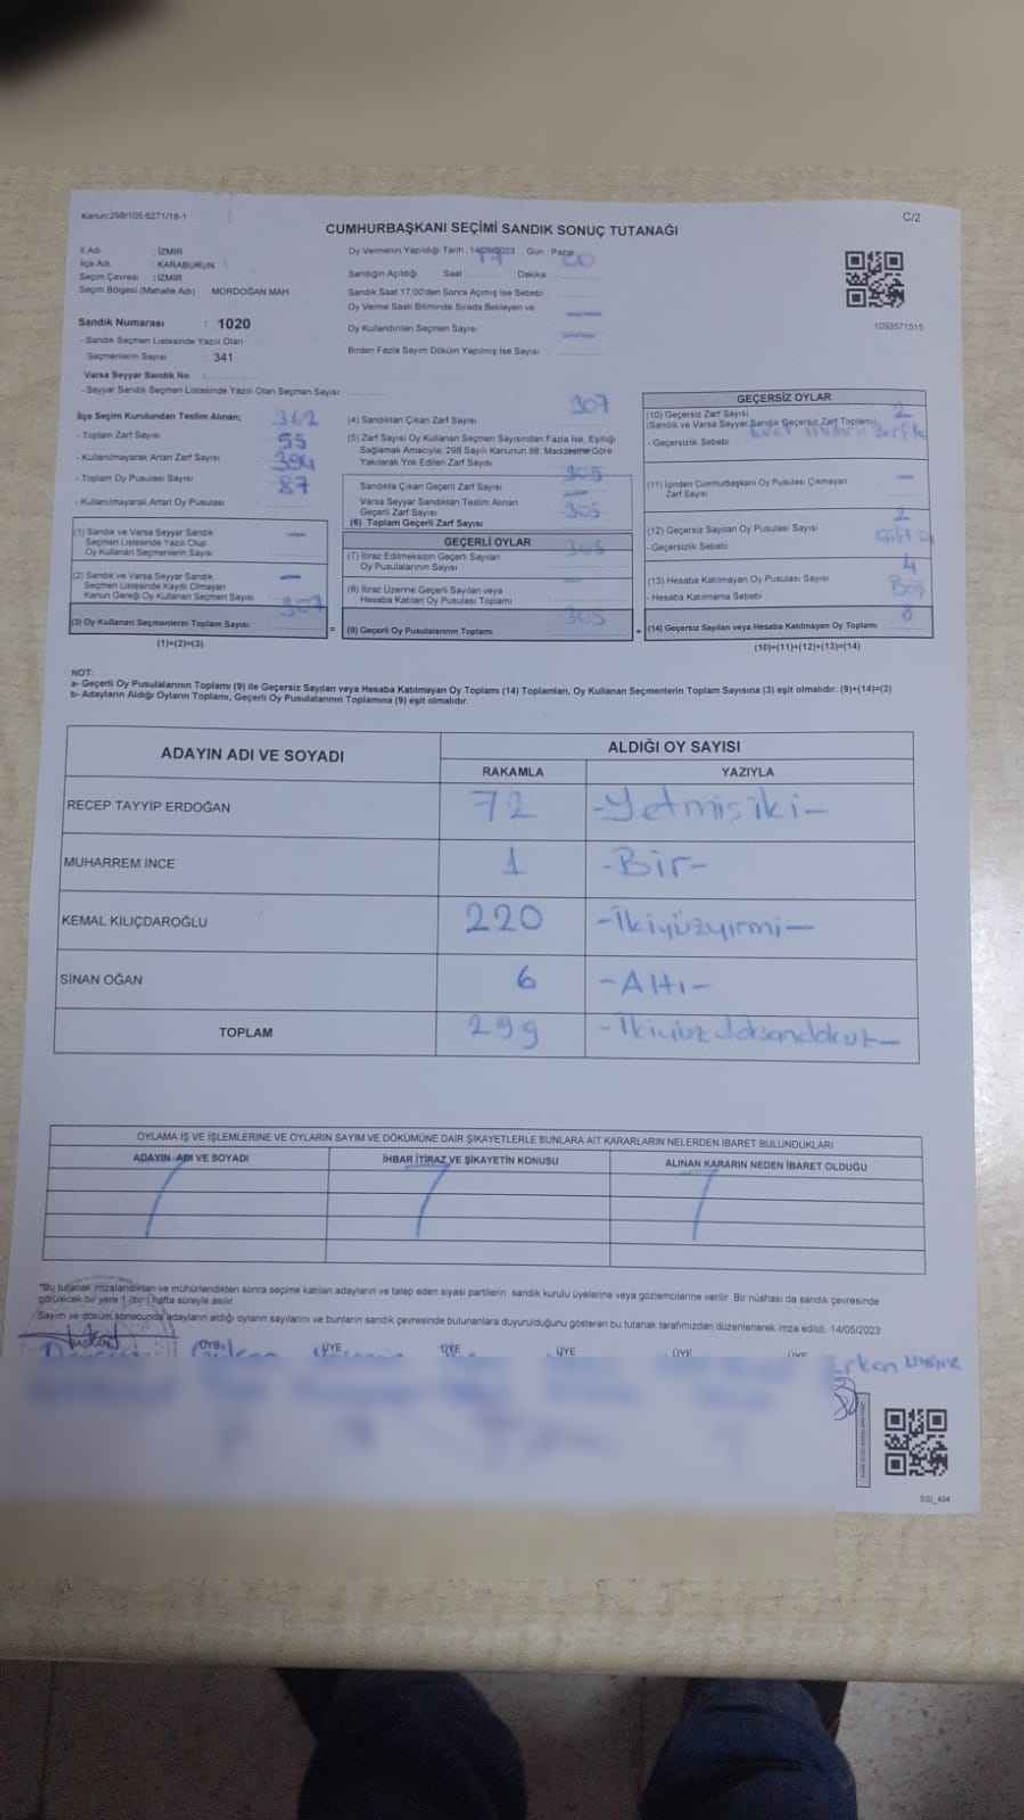 Kanun:298/105-6271/18-1
C/2
CUMHURBAŞKANI SEÇİMİ SANDIK SONUÇ TUTANAĞI
İl Adı İZMİR
İlçe Adı KARABURUN
Seçim Çevresi : İZMİR
Seçim Bölgesi (Mahalle Adı) MORDOĞAN MAH
Sandık Numarası : 1020
- Sandık Seçmen Listesinde Yazılı Olan
Seçmenlerin Sayısı : 341
Varsa Seyyar Sandık No
- Seyyar Sandık Seçmen Listesinde Yazılı Olan Seçmen Sayısı
Oy Vermenin Yapıldığı Tarih : 14/05/2023 Gün : Pazar
Sandığın Açıldığı Saat 17 Dakika 00
Sandık Saat 17.00'den Sonra Açılmış İse Sebebi
Oy Verme Saati Bitiminde Sırada Bekleyen ve
Oy Kullandırılan Seçmen Sayısı
Birden Fazla Sayım Döküm Yapılmış İse Sayısı
1093571515
İlçe Seçim Kurulundan Teslim Alınan;
- Toplam Zarf Sayısı 362
- Kullanılmayarak Artan Zarf Sayısı 55
- Toplam Oy Pusulası Sayısı 394
- Kullanılmayarak Artan Oy Pusulası 87
(1) Sandık ve Varsa Seyyar Sandık
Seçmen Listesinde Yazılı Olup
Oy Kullanan Seçmenlerin Sayısı
(2) Sandık ve Varsa Seyyar Sandık
Seçmen Listesinde Kaydı Olmayan
Kanun Gereği Oy Kullanan Seçmen Sayısı
(3) Oy Kullanan Seçmenlerin Toplam Sayısı 307
(1)+(2)=(3)
(4) Sandıktan Çıkan Zarf Sayısı 307
(5) Zarf Sayısı Oy Kullanan Seçmen Sayısından Fazla İse, Eşitliği
Sağlamak Amacıyla; 298 Sayılı Kanunun 98. Maddesine Göre
Yakılarak Yok Edilen Zarf Sayısı
Sandıkta Çıkan Geçerli Zarf Sayısı 305
Varsa Seyyar Sandıktan Teslim Alınan
Geçerli Zarf Sayısı
(6) Toplam Geçerli Zarf Sayısı 305
GEÇERLİ OYLAR
(7) İtiraz Edilmeksizin Geçerli Sayılan
Oy Pusulalarının Sayısı 305
(8) İtiraz Üzerine Geçerli Sayılan veya
Hesaba Katılan Oy Pusulası Toplamı
(9) Geçerli Oy Pusulalarının Toplamı 305
GEÇERSİZ OYLAR
(10) Geçersiz Zarf Sayısı 2
(Sandık ve Varsa Seyyar Sandık Geçersiz Zarf Toplamı)
- Geçersizlik Sebebi
(11) İçinden Cumhurbaşkanı Oy Pusulası Çıkmayan
Zarf Sayısı
(12) Geçersiz Sayılan Oy Pusulası Sayısı 2
- Geçersizlik Sebebi
(13) Hesaba Katılmayan Oy Pusulası Sayısı 4
- Hesaba Katılmama Sebebi Boş
(14) Geçersiz Sayılan veya Hesaba Katılmayan Oy Toplamı 8
(10)+(11)+(12)+(13)=(14)
NOT:
a- Geçerli Oy Pusulalarının Toplamı (9) ile Geçersiz Sayılan veya Hesaba Katılmayan Oy Toplamı (14) Toplamları, Oy Kullanan Seçmenlerin Toplam Sayısına (3) eşit olmalıdır. (9)+(14)=(3)
b- Adayların Aldığı Oyların Toplamı, Geçerli Oy Pusulalarının Toplamına (9) eşit olmalıdır.
ADAYIN ADI VE SOYADI ALDIĞI OY SAYISI
RAKAMLA YAZIYLA
RECEP TAYYİP ERDOĞAN 72 -Yetmişiki-
MUHARREM İNCE 1 -Bir-
KEMAL KILIÇDAROĞLU 220 -İkiyüzyirmi-
SİNAN OĞAN 6 -Altı-
TOPLAM 299
OYLAMA İŞ VE İŞLEMLERİNE VE OYLARIN SAYIM VE DÖKÜMÜNE DAİR ŞİKAYETLERLE BUNLARA AİT KARARLARIN NELERDEN İBARET BULUNDUKLARI
ADAYIN ADI VE SOYADI İHBAR İTİRAZ VE ŞİKAYETİN KONUSU ALINAN KARARIN NEDEN İBARET OLDUĞU
"Bu tutanak imzalandıktan ve mühürlendikten sonra seçime katılan adayların ve talep eden siyasi partilerin, sandık kurulu üyelerine veya gözlemcilerine verilir. Bir nüshası da sandık çevresinde
görülecek bir yere 1 (bir) hafta süreyle asılır.
Sayım ve döküm sonucunda adayların aldığı oyların sayılarını ve bunların sandık çevresinde bulunanlara duyurulduğunu gösteren bu tutanak tarafımızdan düzenlenerek imza edildi. 14/05/2023
ÜYE ÜYE ÜYE ÜYE ÜYE
Erkan